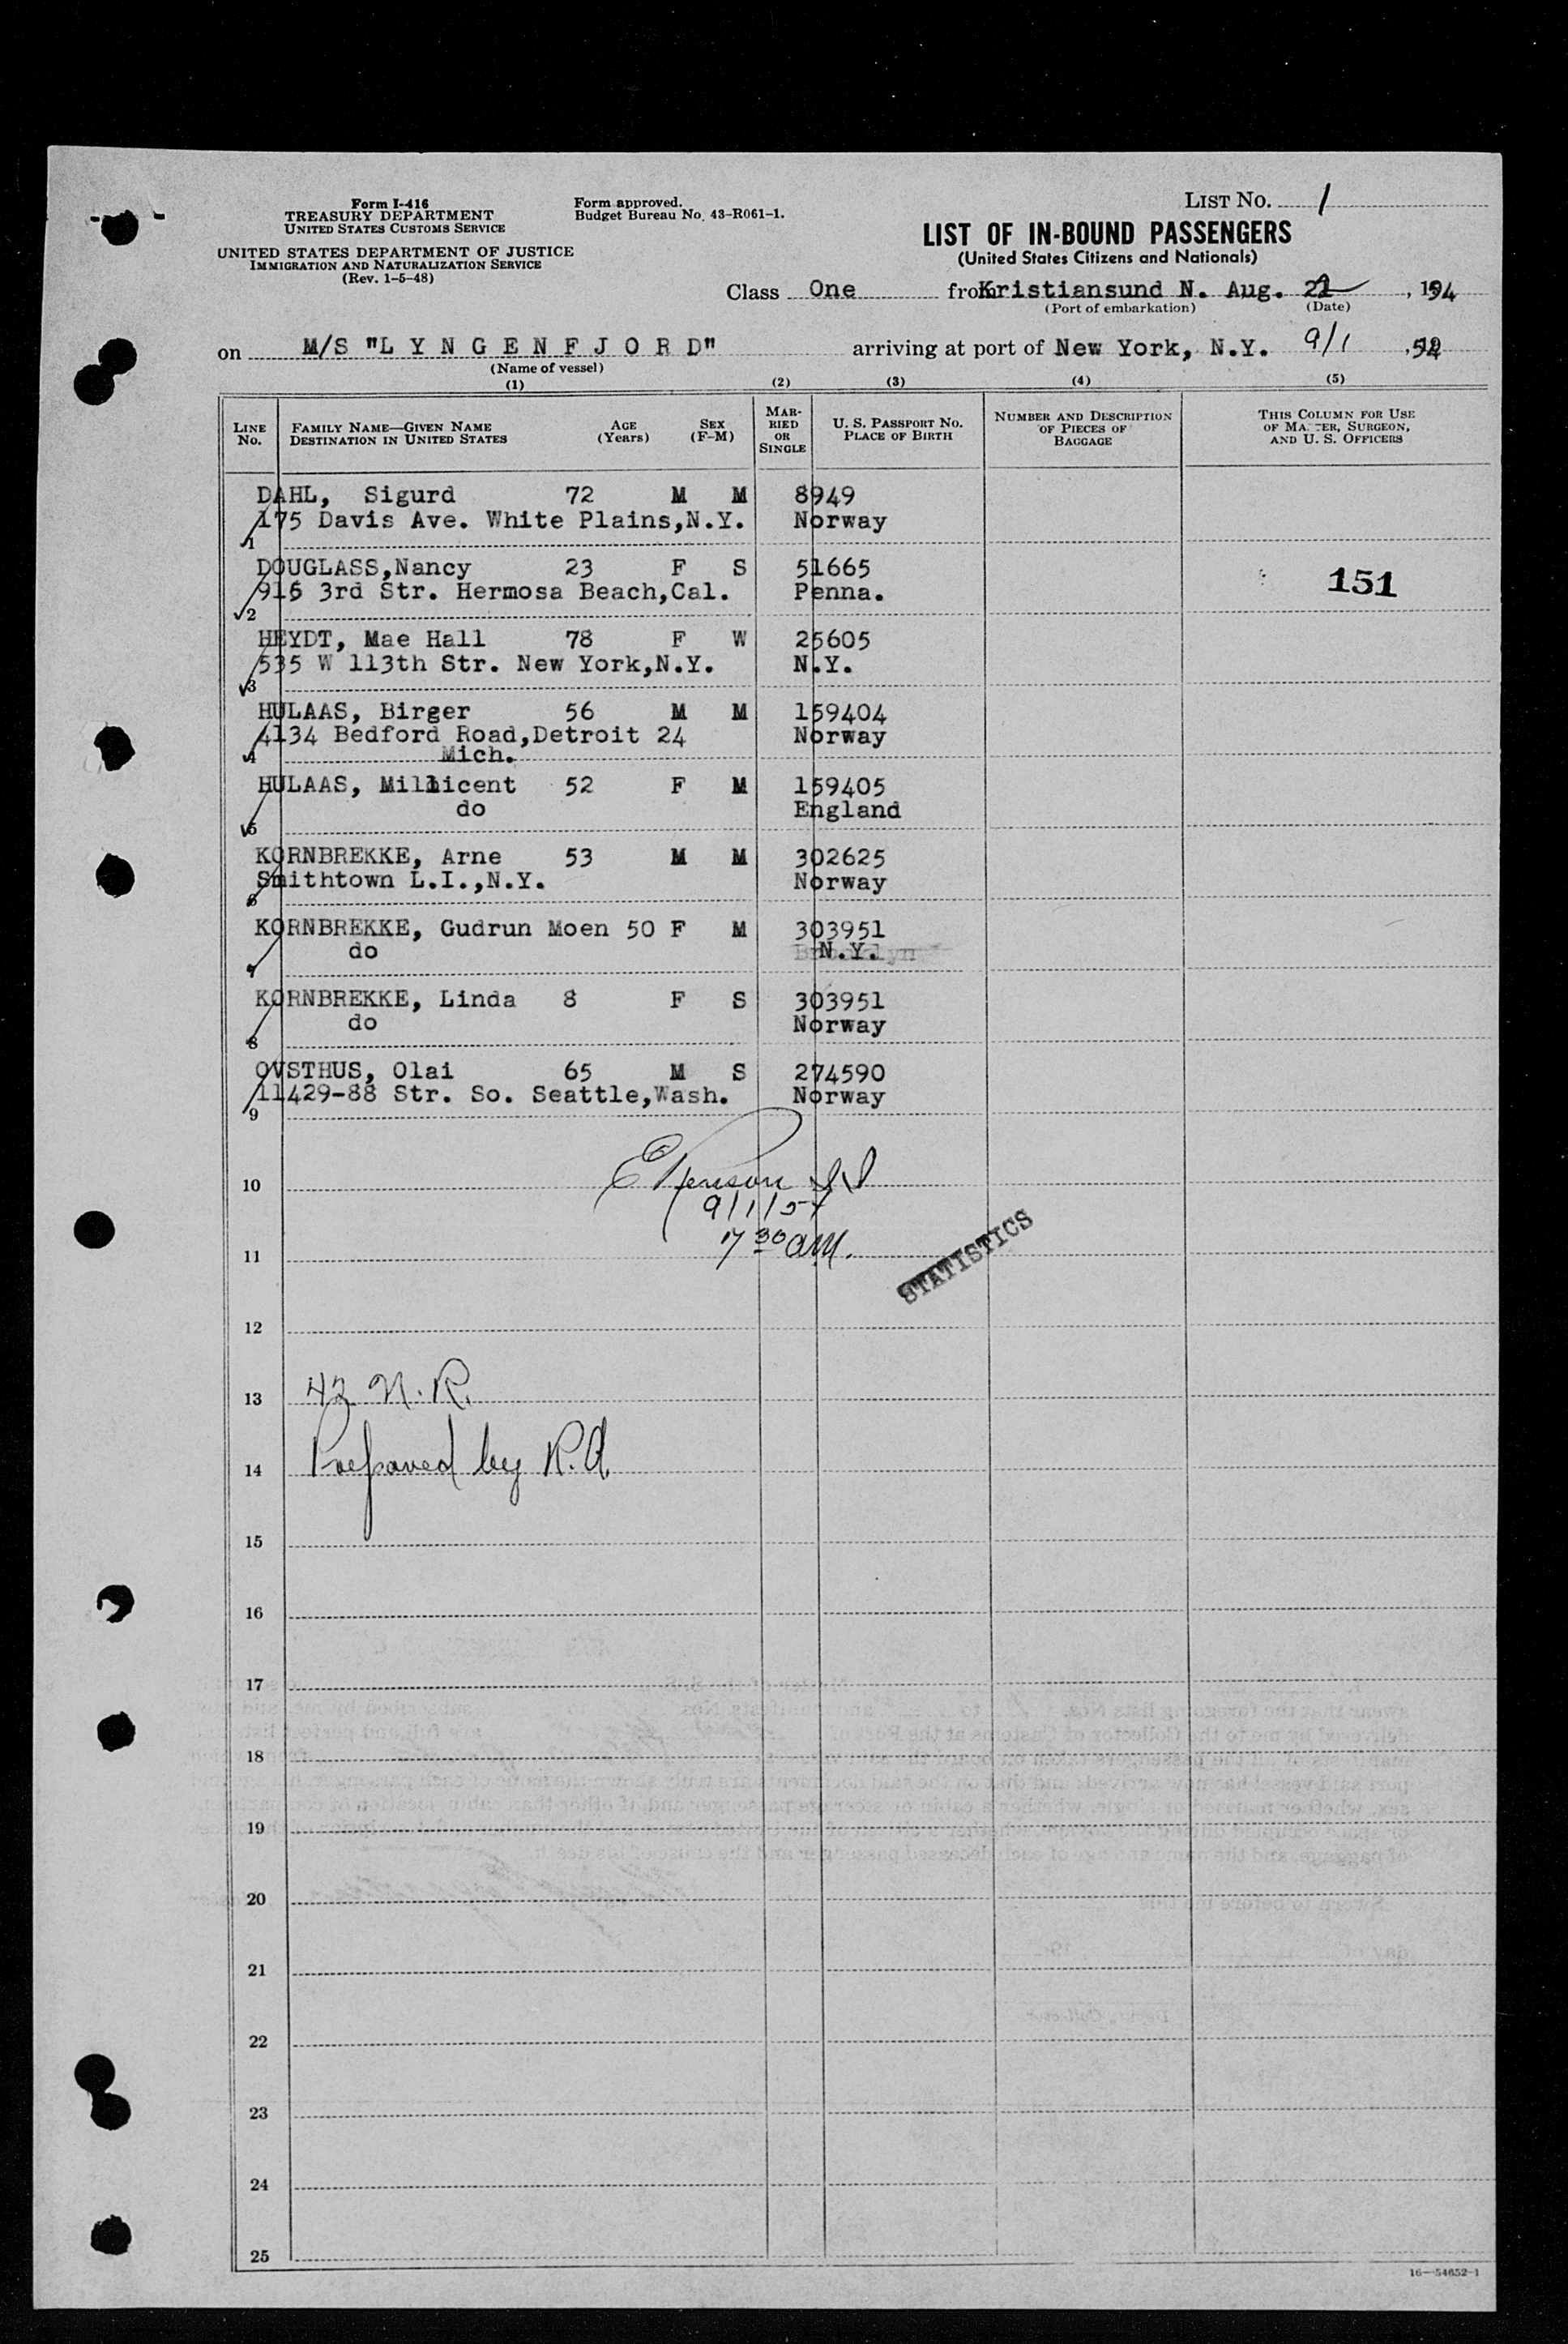 LIST No. 1
Form I-416
TREASURY DEPARTMENT
UNITED STATES CUSTOMS SERVICE
Form approved.
Budget Bureau No. 43-R061-1.
UNITED STATES DEPARTMENT OF JUSTICE
IMMIGRATION AND NATURALIZATION SERVICE
(Rev. 1-5-48)
LIST OF IN-BOUND PASSENGERS
(United States Citizens and Nationals)
Class One from Kristiansund N. Aug. , 1954
(Port of embarkation) (Date)
on M/S "L Y N G E N F J O R D" arriving at port of New York, N.Y. 9/1 , 54
(Name of vessel)
(1) (2) (3) (4) (5)
LINE No. FAMILY NAME—GIVEN NAME DESTINATION IN UNITED STATES AGE (Years) SEX (F-M) MARRIED OR SINGLE U. S. PASSPORT No. PLACE OF BIRTH NUMBER AND DESCRIPTION OF PIECES OF BAGGAGE THIS COLUMN FOR USE OF MASTER, SURGEON, AND U. S. OFFICERS
DAHL, Sigurd 72 M M 8949
175 Davis Ave. White Plains,N.Y. Norway
1
DOUGLASS,Nancy 23 F S 51665
915 3rd Str. Hermosa Beach,Cal. Penna.
151
2
HEYDT, Mae Hall 78 F W 25605
535 W 113th Str. New York,N.Y. N.Y.
3
HULAAS, Birger 56 M M 159404
4134 Bedford Road,Detroit 24 Norway
4 Mich.
HULAAS, Millicent 52 F M 159405
do England
5
KORNBREKKE, Arne 53 M M 302625
Smithtown L.I.,N.Y. Norway
6
KORNBREKKE, Gudrun Moen 50 F M 303951
do N.Y.
7
KORNBREKKE, Linda 8 F S 303951
do Norway
8
OVSTHUS, Olai 65 M S 274590
11429-88 Str. So. Seattle,Wash. Norway
9
10
9/1/54
11 7 30 AM.
STATISTICS
12
13 42 N.R.
14 Prepared by R.A.
15
16
17
18
19
20
21
22
23
24
25
16—54652-1